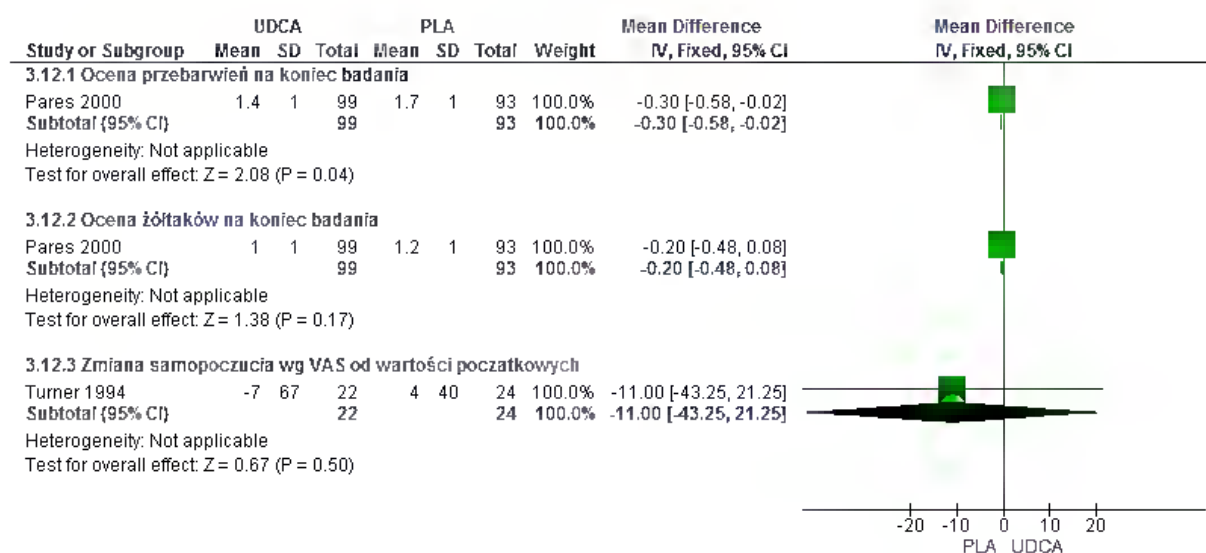 UDCA PLA Mean Difference Mean Difference
Study or Subgroup Mean SD Total Mean SD Total Weight IV, Fixed, 95% CI IV, Fixed, 95% CI
3.12.1 Ocena przebarwień na koniec badania
Pares 2000 1.4 1 99 1.7 1 93 100.0% -0.30 [-0.58, -0.02]
Subtotal (95% CI) 99 93 100.0% -0.30 [-0.58, -0.02]
Heterogeneity: Not applicable
Test for overall effect: Z = 2.08 (P = 0.04)
3.12.2 Ocena żółtaków na koniec badania
Pares 2000 1 1 99 1.2 1 93 100.0% -0.20 [-0.48, 0.08]
Subtotal (95% CI) 99 93 100.0% -0.20 [-0.48, 0.08]
Heterogeneity: Not applicable
Test for overall effect: Z = 1.38 (P = 0.17)
3.12.3 Zmiana samopoczucia wg VAS od wartości poczatkowych
Turner 1994 -7 67 22 4 40 24 100.0% -11.00 [-43.25, 21.25]
Subtotal (95% CI) 22 24 100.0% -11.00 [-43.25, 21.25]
Heterogeneity: Not applicable
Test for overall effect: Z = 0.67 (P = 0.50)
-20 -10 0 10 20
PLA UDCA